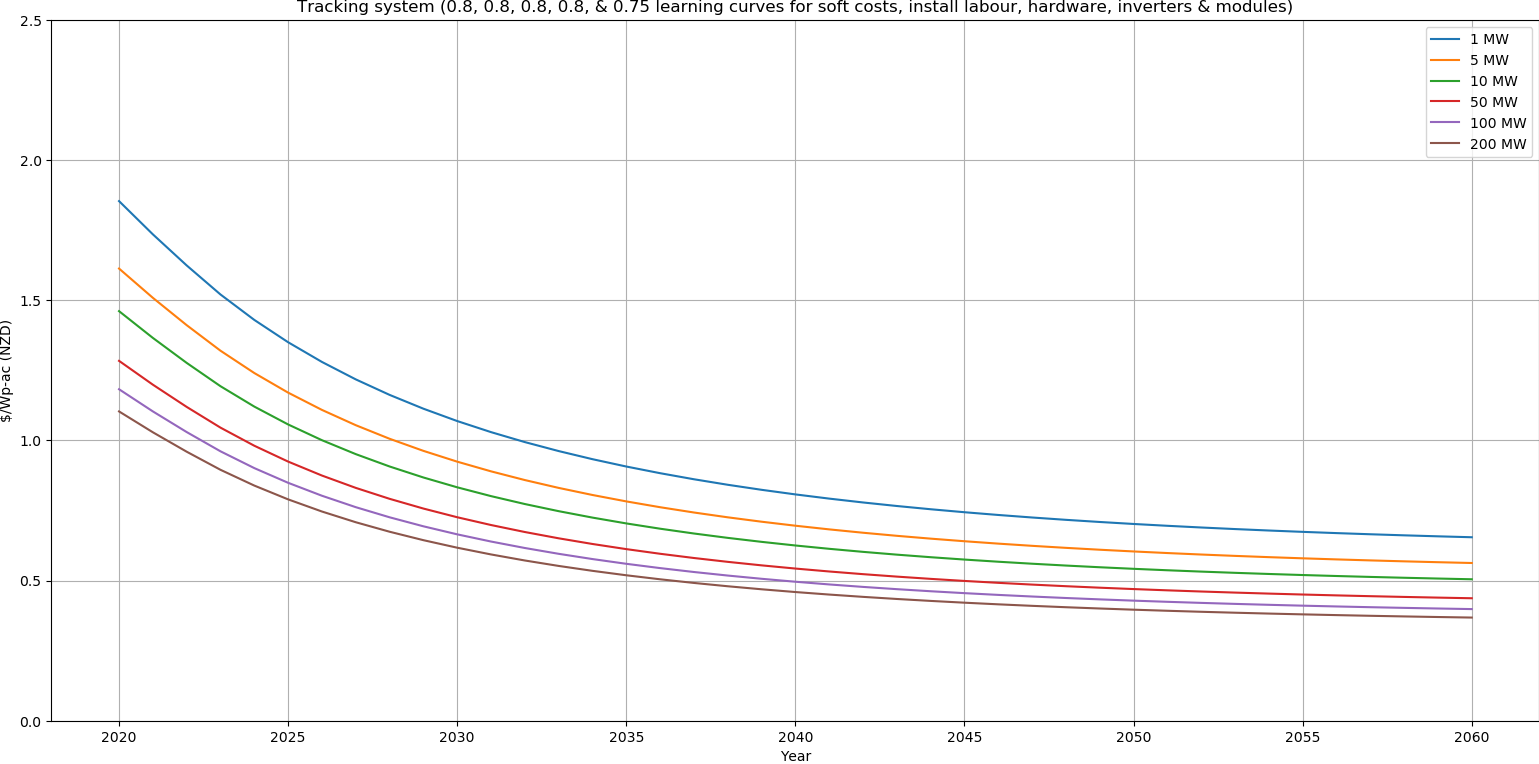 Tracking system (0.8, 0.8, 0.8, 0.8, & 0.75 learning curves for soft costs, install labour, hardware, inverters & modules)
2.5
2.0
1.5
1.0
0.5
0.0
$/Wp-ac (NZD)
1 MW
5 MW
10 MW
50 MW
100 MW
200 MW
2020 2025 2030 2035 2040 2045 2050 2055 2060
Year